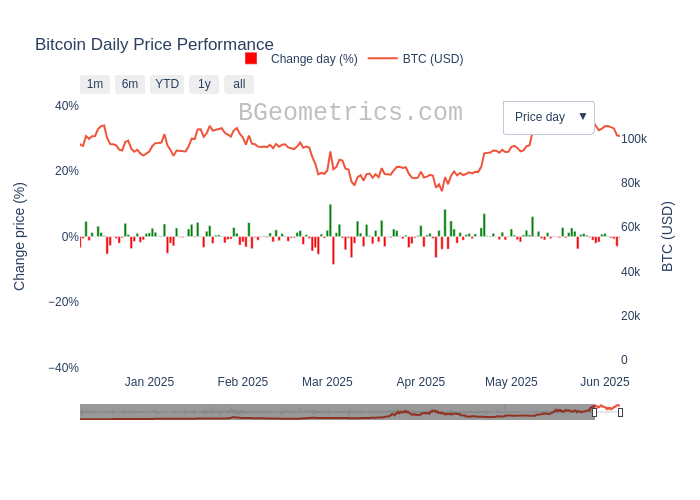 Bitcoin Daily Price Performance
Change day (%)
BTC (USD)
1m
6m
YTD
1y
all
BGeometrics.com
Price day ▼
Change price (%)
40%
20%
0%
−20%
−40%
100k
80k
60k
40k
20k
0
BTC (USD)
Jan 2025
Feb 2025
Mar 2025
Apr 2025
May 2025
Jun 2025